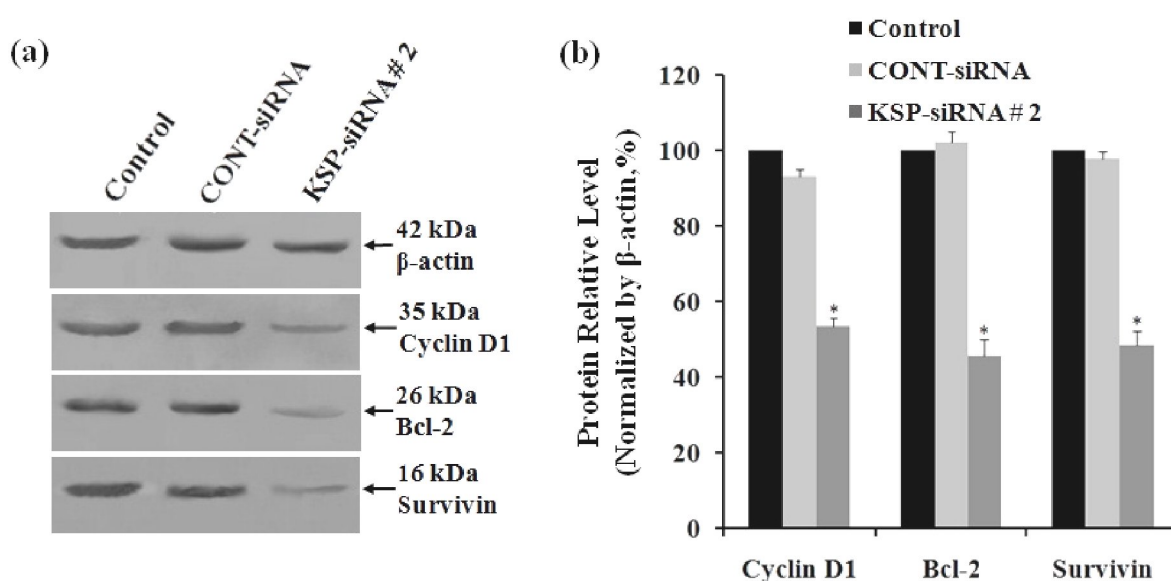 (a)
Control
CONT-siRNA
KSP-siRNA#2
42 kDa
β-actin
35 kDa
Cyclin D1
26 kDa
Bcl-2
16 kDa
Survivin
(b)
Control
CONT-siRNA
KSP-siRNA#2
Protein Relative Level
(Normalized by β-actin,%)
120
100
80
60
40
20
0
*
*
*
Cyclin D1
Bcl-2
Survivin